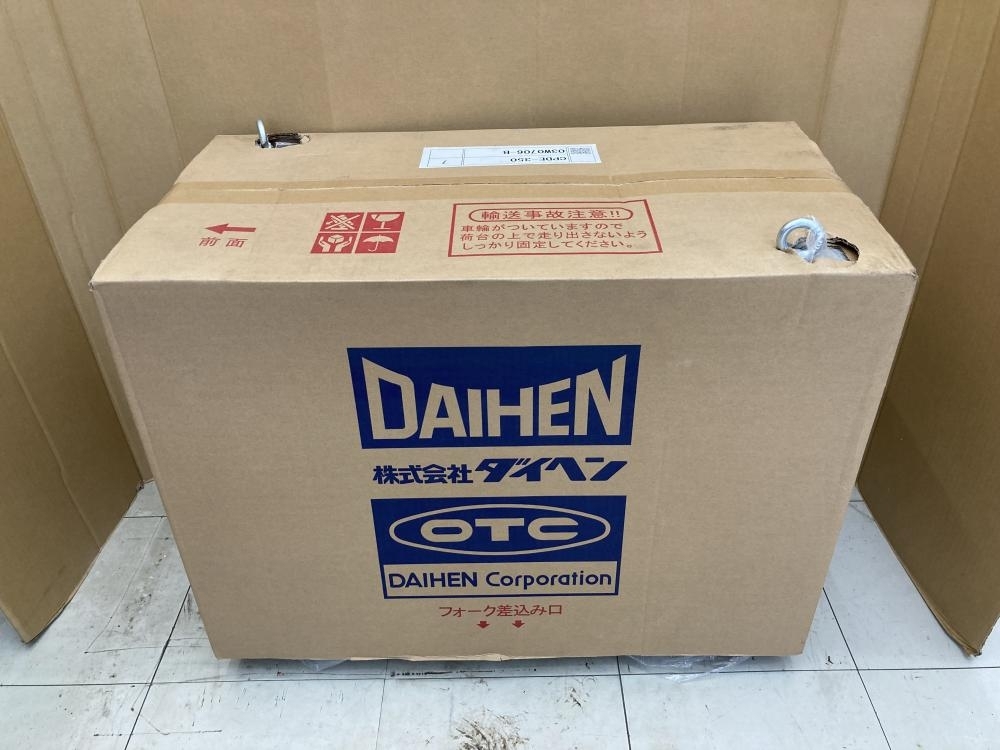 CPDE-350
1
03W0706-B
輸送事故注意!!
車輪がついていますので
荷台の上で走り出さないよう
しっかり固定してください。
前面
DAIHEN
株式会社ダイヘン
OTC
DAIHEN Corporation
フォーク差込み口